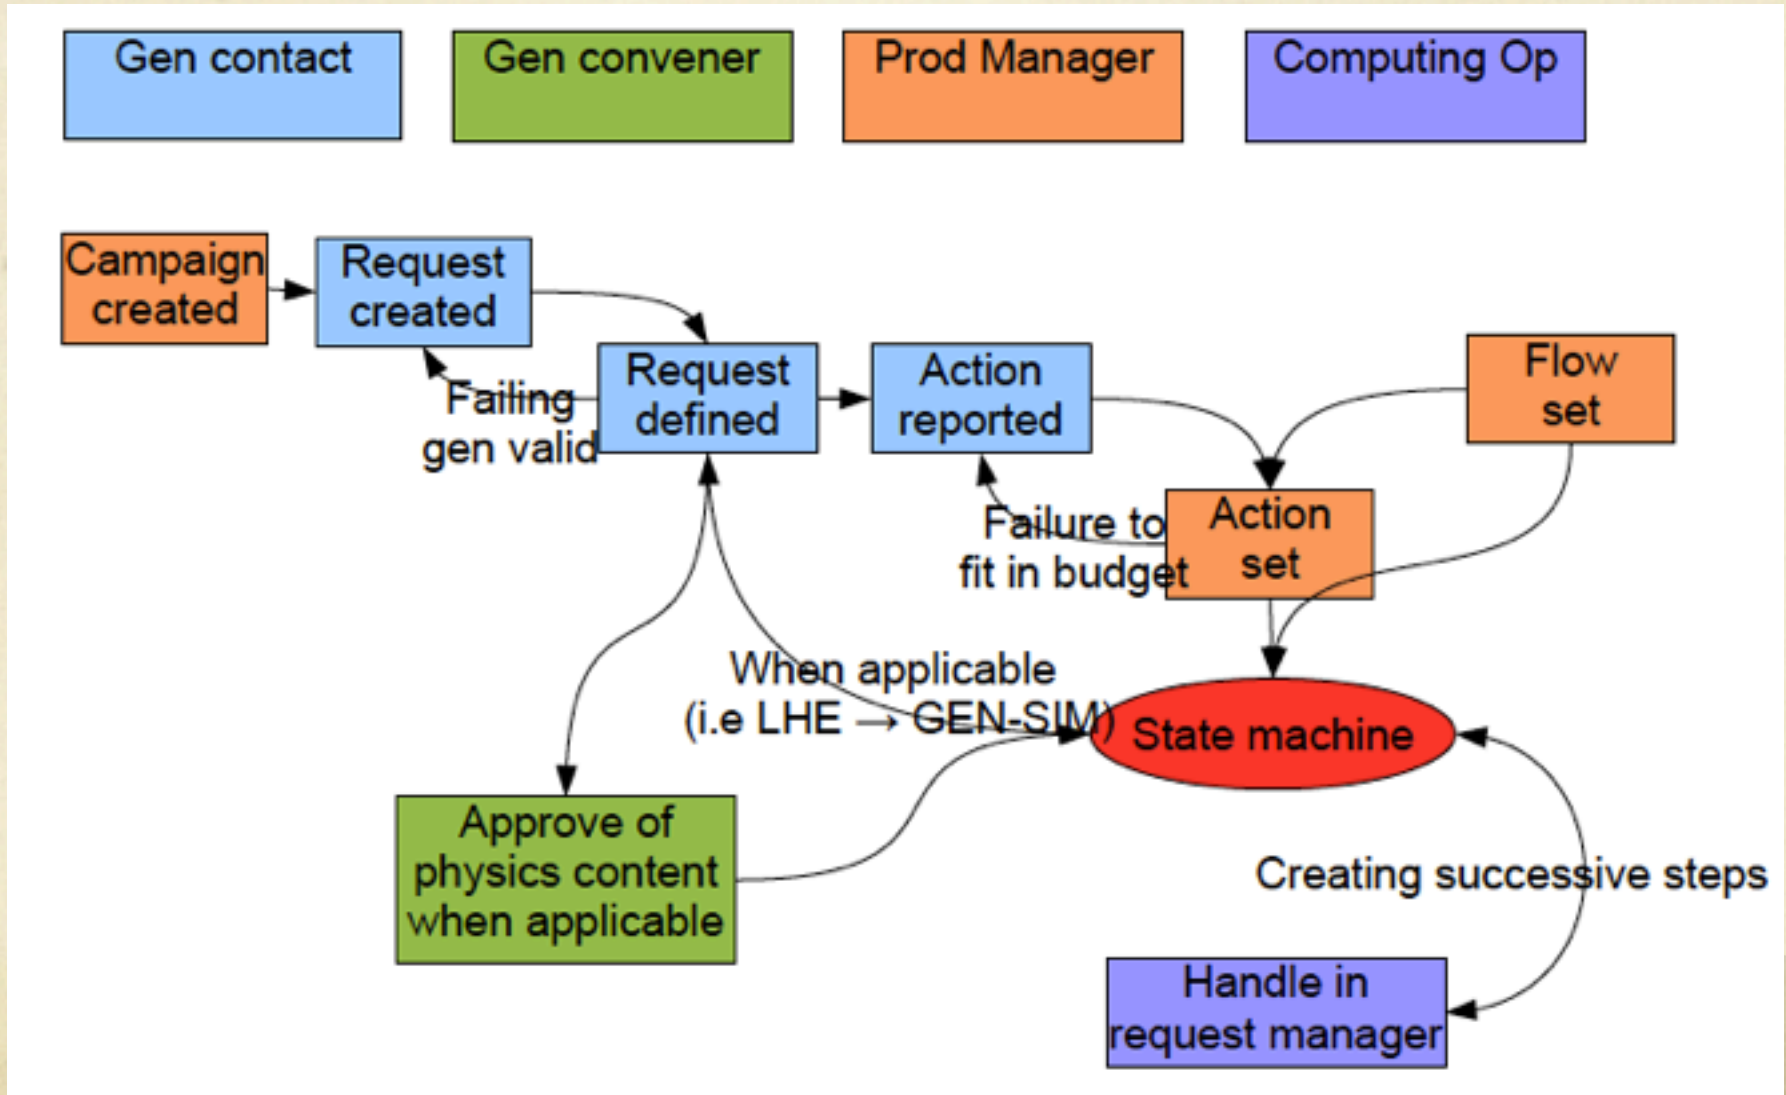 Gen contact
Gen convener
Prod Manager
Computing Op
Campaign
created
Request
created
Failing
gen valid
Request
defined
Action
reported
Flow
set
Failure to
fit in budget
Action
set
When applicable
(i.e LHE → GEN-SIM)
State machine
Approve of
physics content
when applicable
Creating successive steps
Handle in
request manager